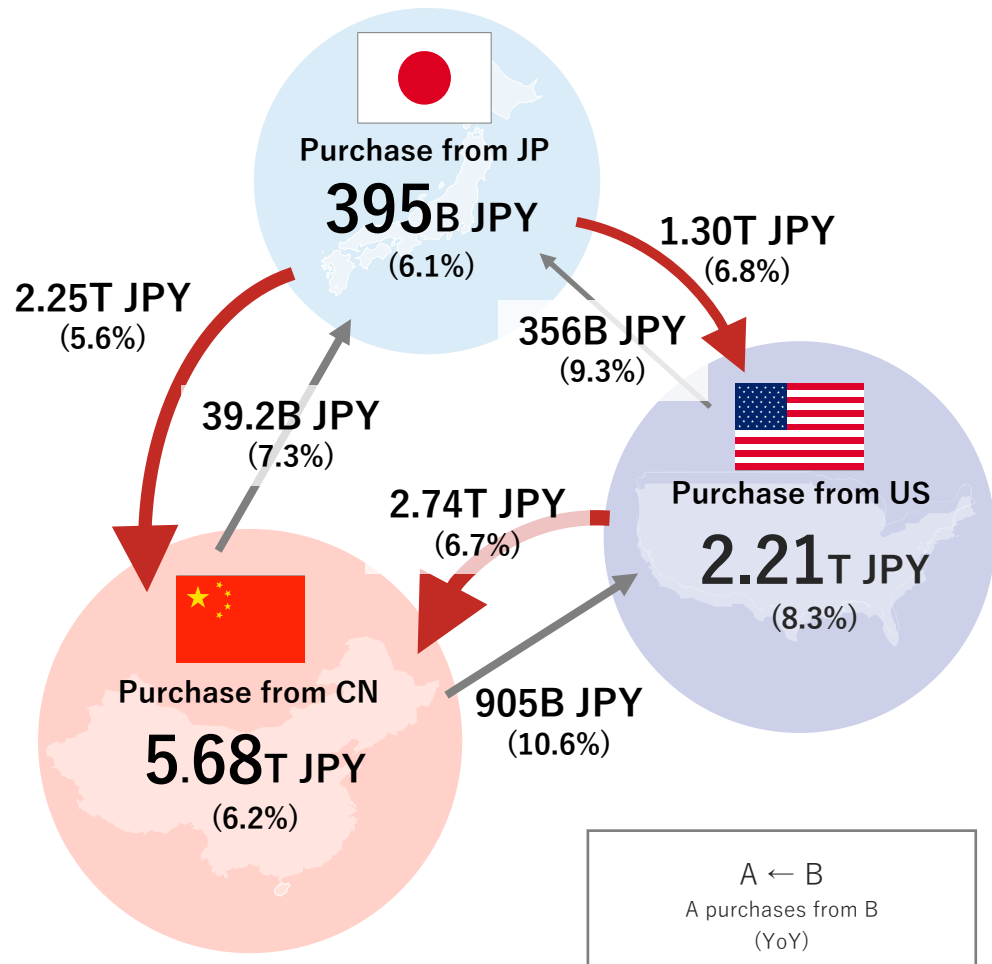 Purchase from JP
395B JPY
(6.1%)
1.30T JPY
(6.8%)
2.25T JPY
(5.6%)
356B JPY
(9.3%)
39.2B JPY
(7.3%)
Purchase from US
2.21T JPY
(8.3%)
2.74T JPY
(6.7%)
Purchase from CN
5.68T JPY
(6.2%)
905B JPY
(10.6%)
A ← B
A purchases from B
(YoY)